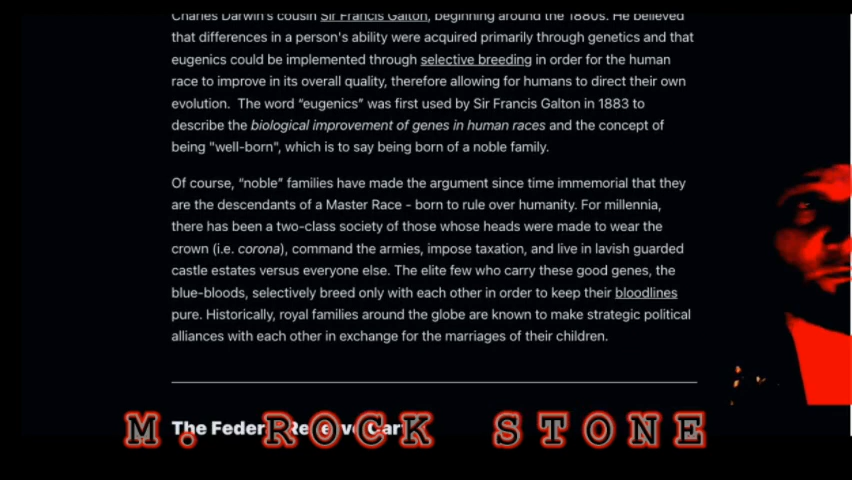 Charles Darwin's cousin Sir Francis Galton, beginning around the 1880s. He believed
that differences in a person's ability were acquired primarily through genetics and that
eugenics could be implemented through selective breeding in order for the human
race to improve in its overall quality, therefore allowing for humans to direct their own
evolution. The word “eugenics” was first used by Sir Francis Galton in 1883 to
describe the biological improvement of genes in human races and the concept of
being "well-born", which is to say being born of a noble family.
Of course, “noble” families have made the argument since time immemorial that they
are the descendants of a Master Race - born to rule over humanity. For millennia,
there has been a two-class society of those whose heads were made to wear the
crown (i.e. corona), command the armies, impose taxation, and live in lavish guarded
castle estates versus everyone else. The elite few who carry these good genes, the
blue-bloods, selectively breed only with each other in order to keep their bloodlines
pure. Historically, royal families around the globe are known to make strategic political
alliances with each other in exchange for the marriages of their children.
The Federal Reserve
M. ROCK STONE